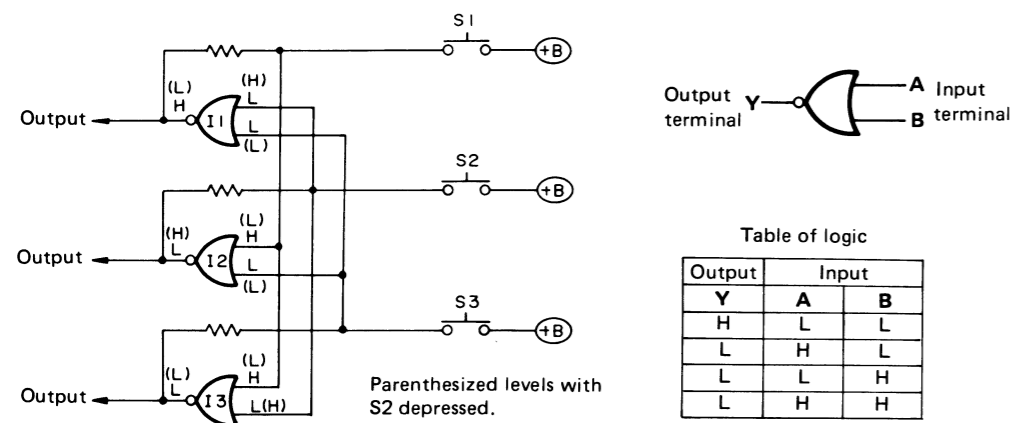 S1
+B
(L)
H
(H)
L
Output
I1
L
(L)
S2
+B
(H)
L
(L)
H
Output
I2
L
(L)
S3
+B
(L)
L
(L)
H
Output
I3
L(H)
Parenthesized levels with
S2 depressed.
Output
terminal
Y
A
B
Input
terminal
Table of logic
Output Input
Y A B
H L L
L H L
L L H
L H H